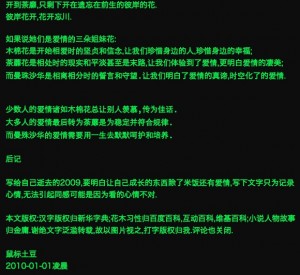 开到荼靡,只剩下开在遗忘在前生的彼岸的花.
彼岸花开,花开忘川.
如果说她们是爱情的三朵姐妹花:
木棉花是开始相爱时的坚贞和信念,让我们珍惜身边的人,珍惜身边的幸福;
荼靡花是相处时的现实和平淡甚至是末路,让我们体验到了爱情,更明白爱情的凄美;
而曼珠沙华是相离相分时的誓言和守望,让我们明白了爱情的真谛,时空化了的爱情.
少数人的爱情诸如木棉花总让别人羡慕，传为佳话。
大多人的爱情最后转为荼靡是为稳定并符合规律。
而曼珠沙华的爱情需要用一生去默默呵护和培养。
后记
写给自己逝去的2009,要明白让自己成长的东西除了米饭还有爱情,写下文字只为记录
心情,无法引起同感可能是因为看的心情不对.
本文版权:汉字版权归新华字典;花木习性归百度百科,互动百科,维基百科;小说人物故事
归金庸.谢绝文字泛滥转载,故以图片视之,打字版权归我.评论也关闭.
鼠标土豆
2010-01-01凌晨